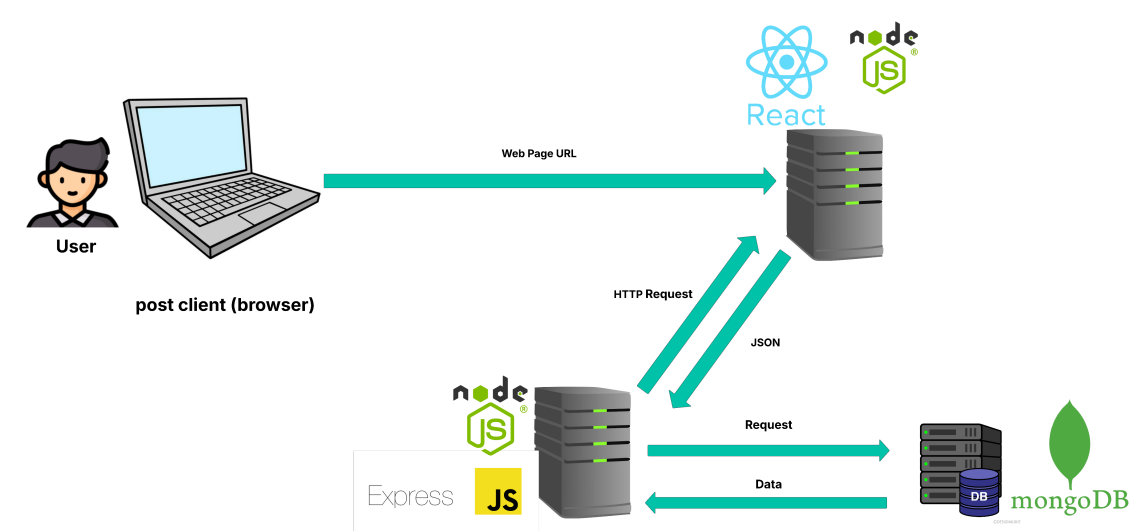 node
JS
®
React
Web Page URL
User
post client (browser)
HTTP Request
JSON
node
JS
®
Express
JS
Request
Data
DB
mongoDB